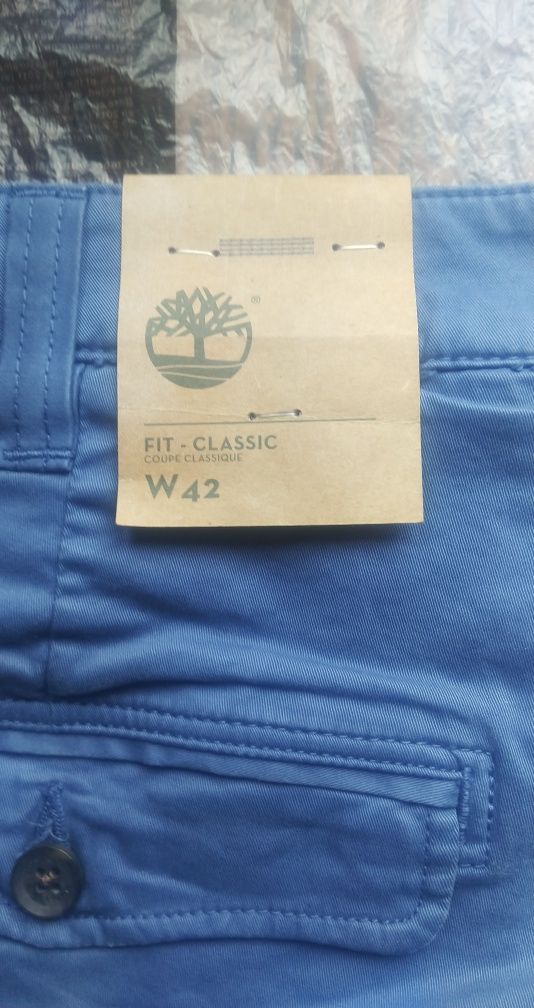 ®
FIT - CLASSIC
COUPE CLASSIQUE
W42